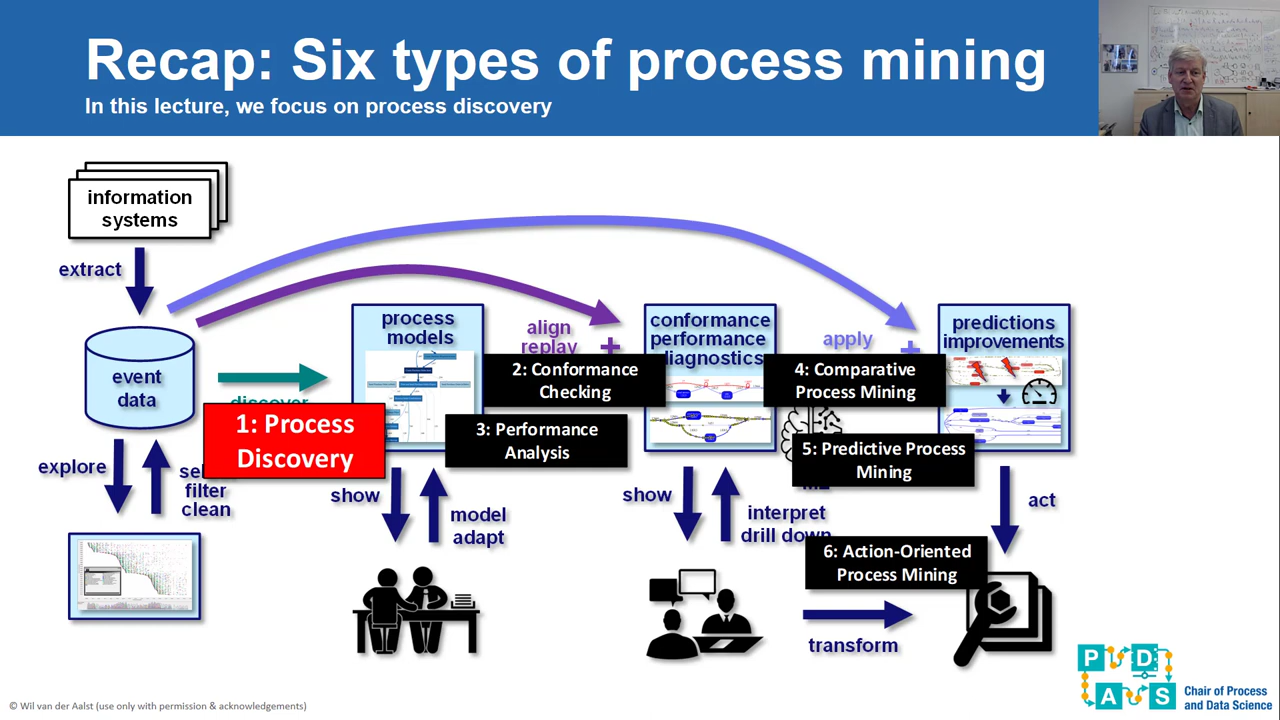 Recap: Six types of process mining
In this lecture, we focus on process discovery
information
systems
extract
event
data
explore
filter
clean
discover
1: Process
Discovery
process
models
show
model
adapt
align
replay
+
2: Conformance
Checking
3: Performance
Analysis
conformance
performance
diagnostics
show
interpret
drill down
apply
+
4: Comparative
Process Mining
5: Predictive Process
Mining
ML
6: Action-Oriented
Process Mining
transform
predictions
improvements
act
P D
A S
Chair of Process
and Data Science
© Wil van der Aalst (use only with permission & acknowledgements)